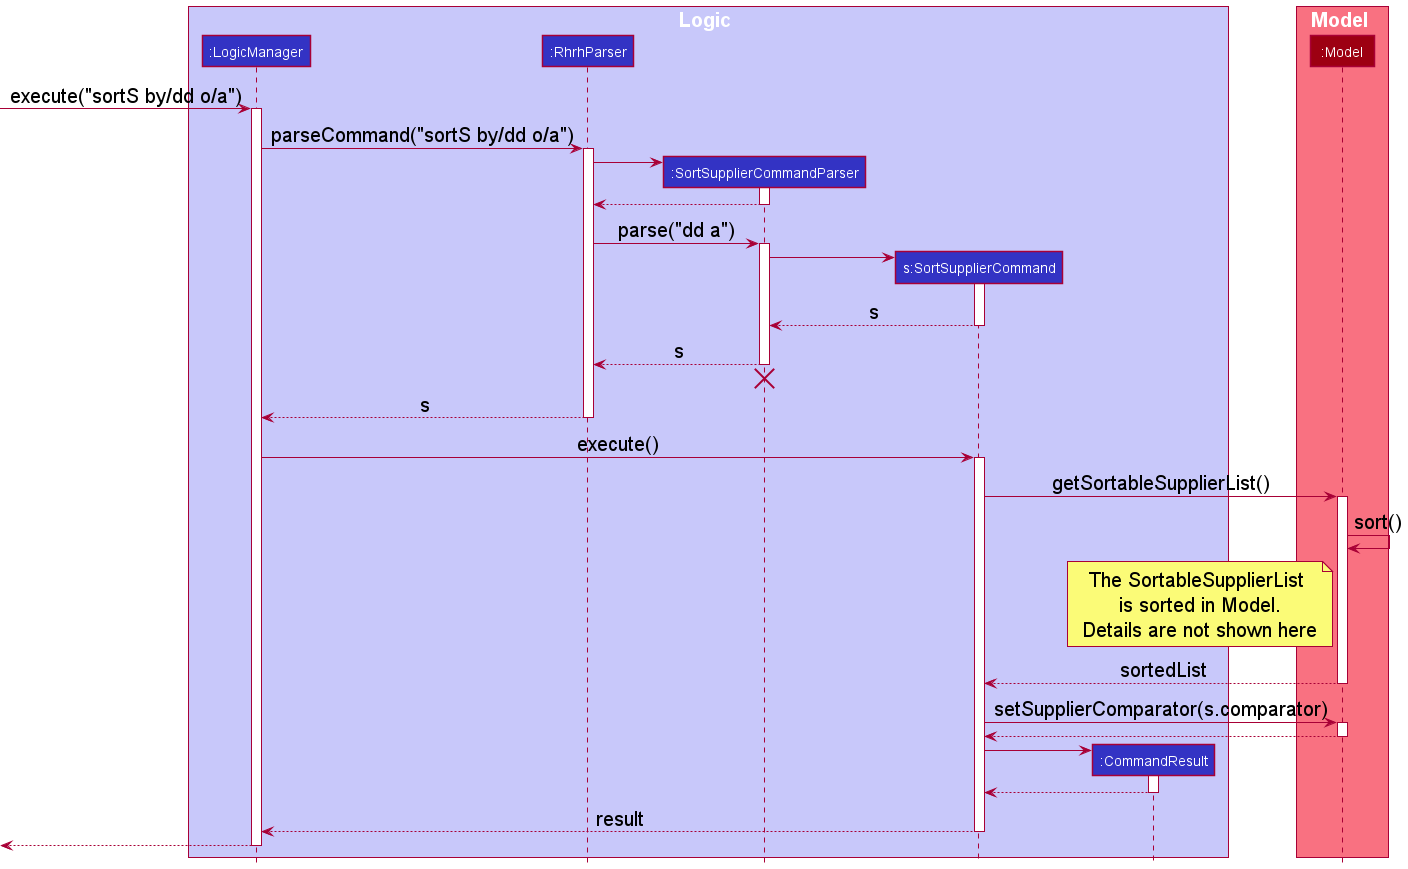 Logic
Model
:LogicManager
:RhrhParser
:Model
execute("sortS by/dd o/a")
parseCommand("sortS by/dd o/a")
:SortSupplierCommandParser
parse("dd a")
s:SortSupplierCommand
s
s
s
execute()
getSortableSupplierList()
sort()
The SortableSupplierList
is sorted in Model.
Details are not shown here
sortedList
setSupplierComparator(s.comparator)
:CommandResult
result